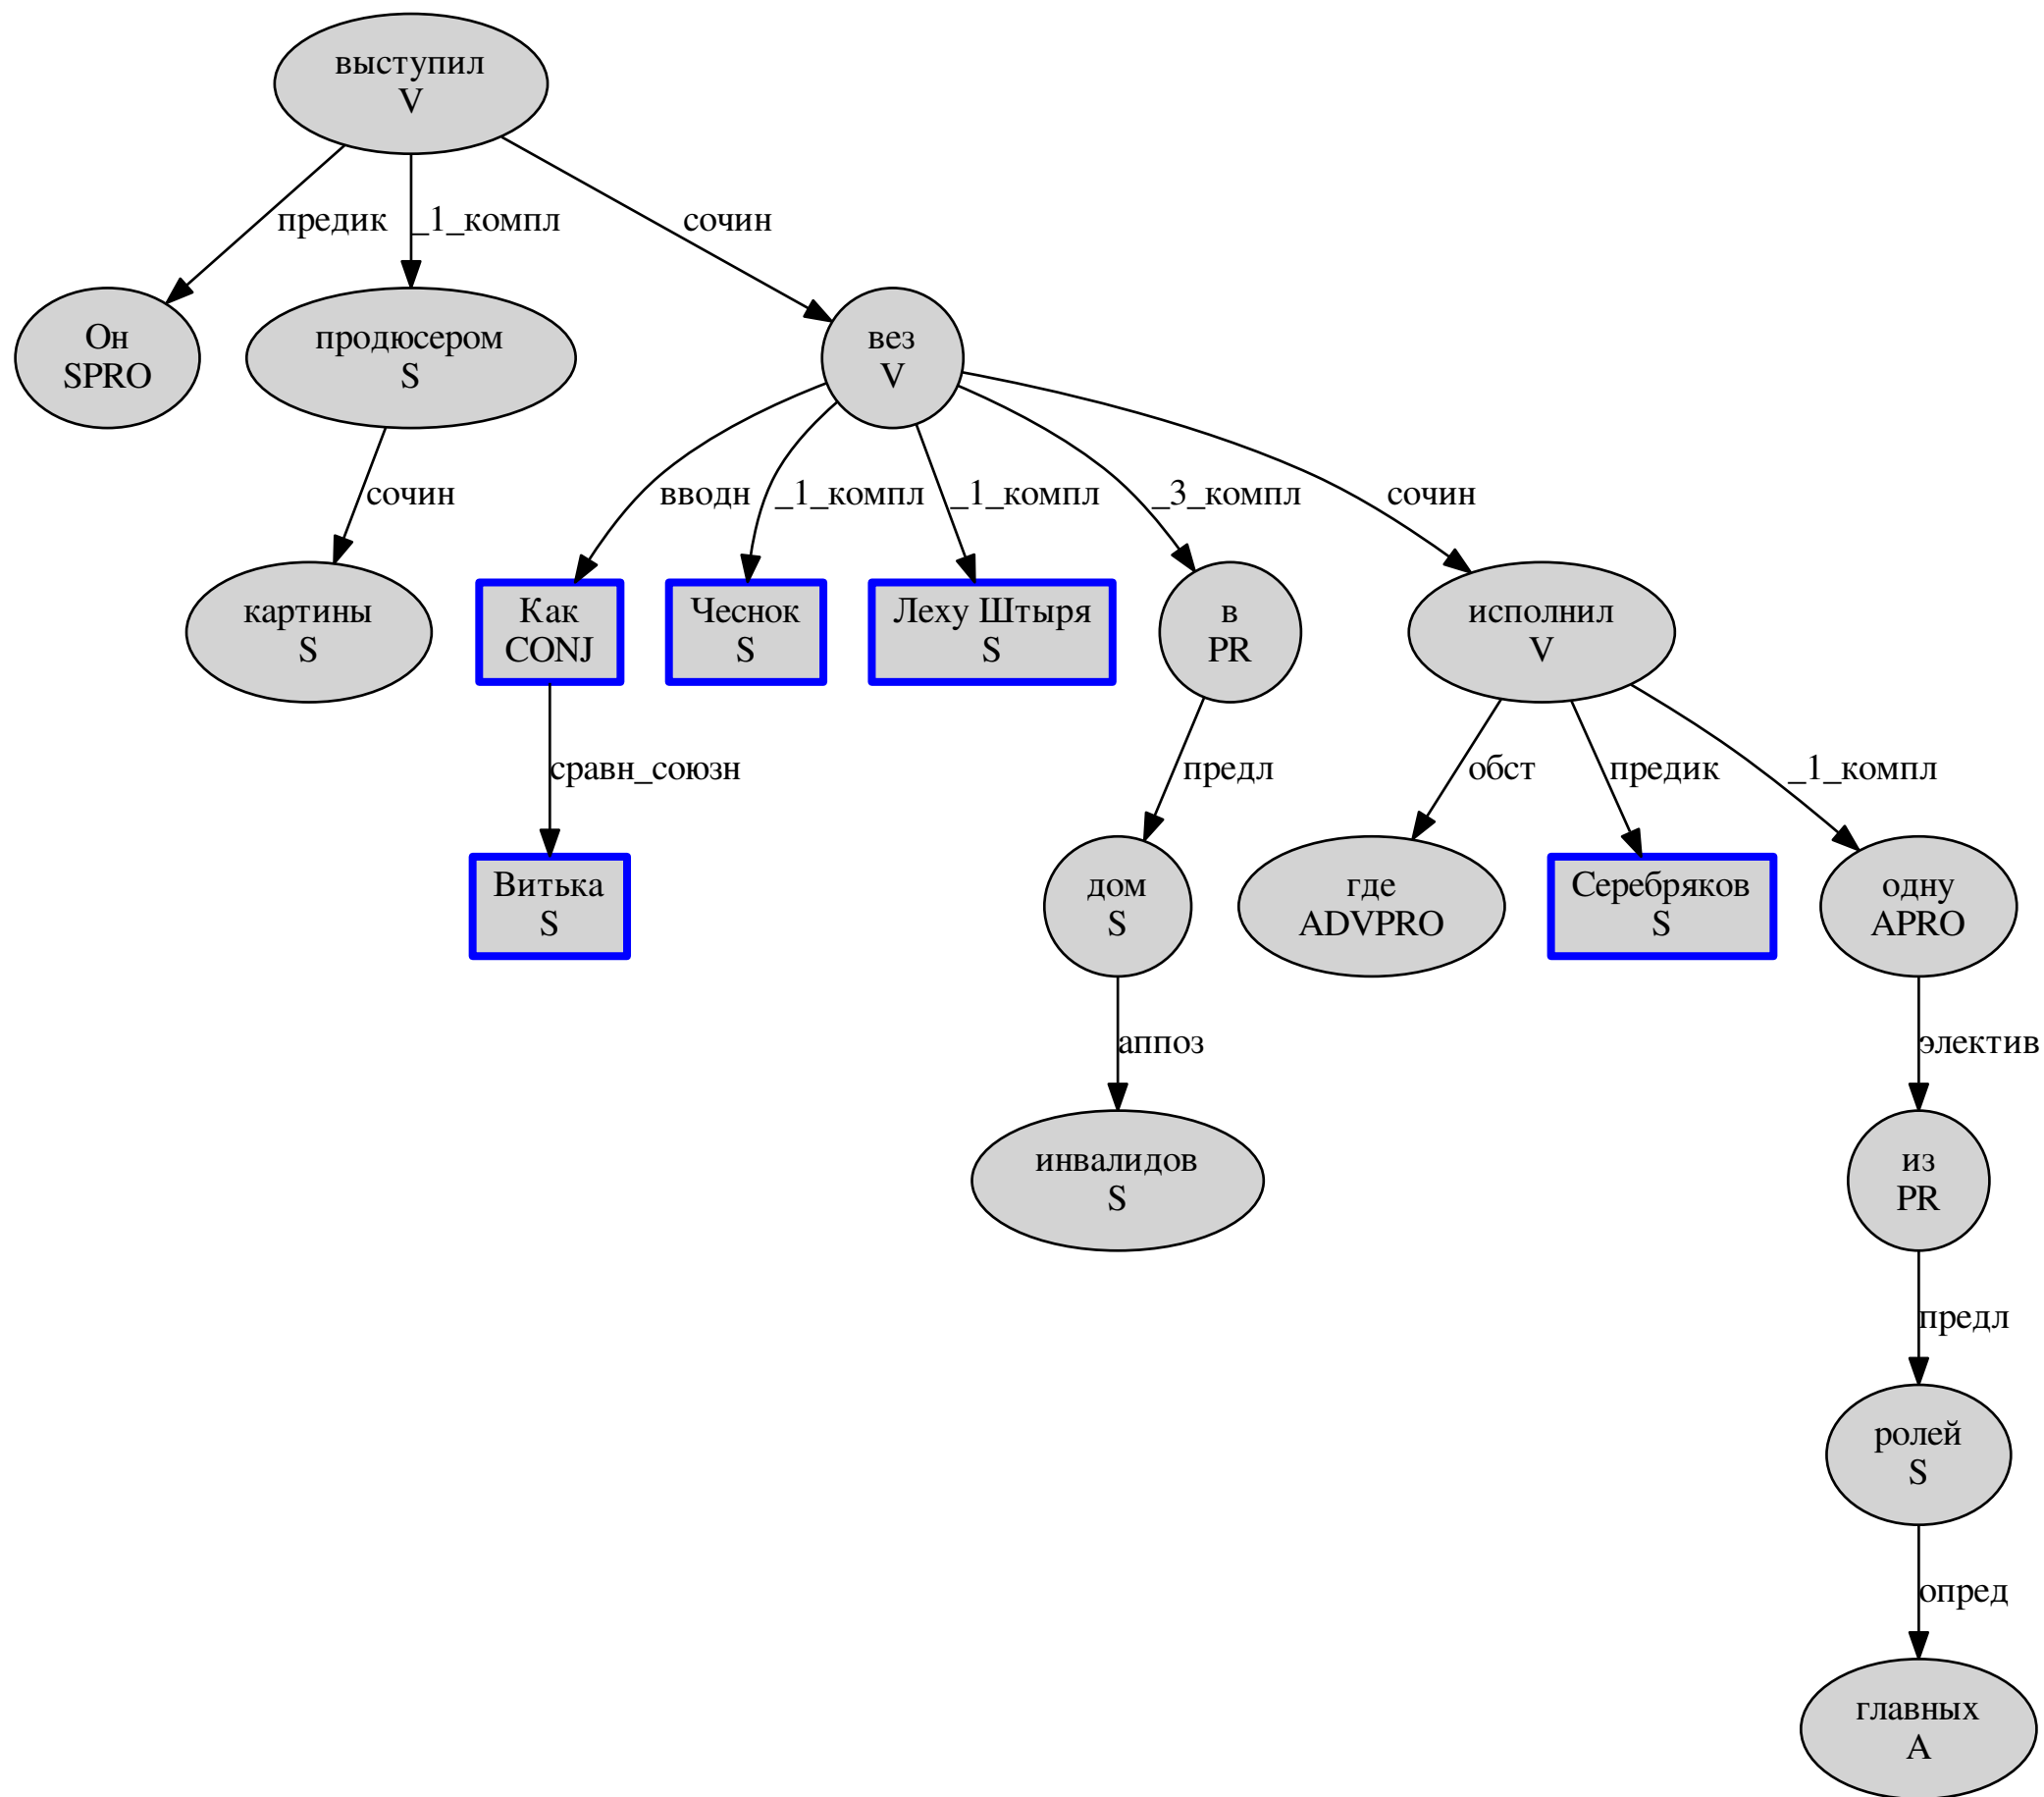 выступил
V
предик
_1_компл
сочин
Он
SPRO
продюсером
S
вез
V
сочин
вводн
_1_компл
_1_компл
_3_компл
сочин
картины
S
Как
CONJ
Чеснок
S
Леху Штыря
S
в
PR
исполнил
V
сравн_союзн
предл
обст
предик
_1_компл
Витька
S
дом
S
где
ADVPRO
Серебряков
S
одну
APRO
аппоз
электив
инвалидов
S
из
PR
предл
ролей
S
опред
главных
A